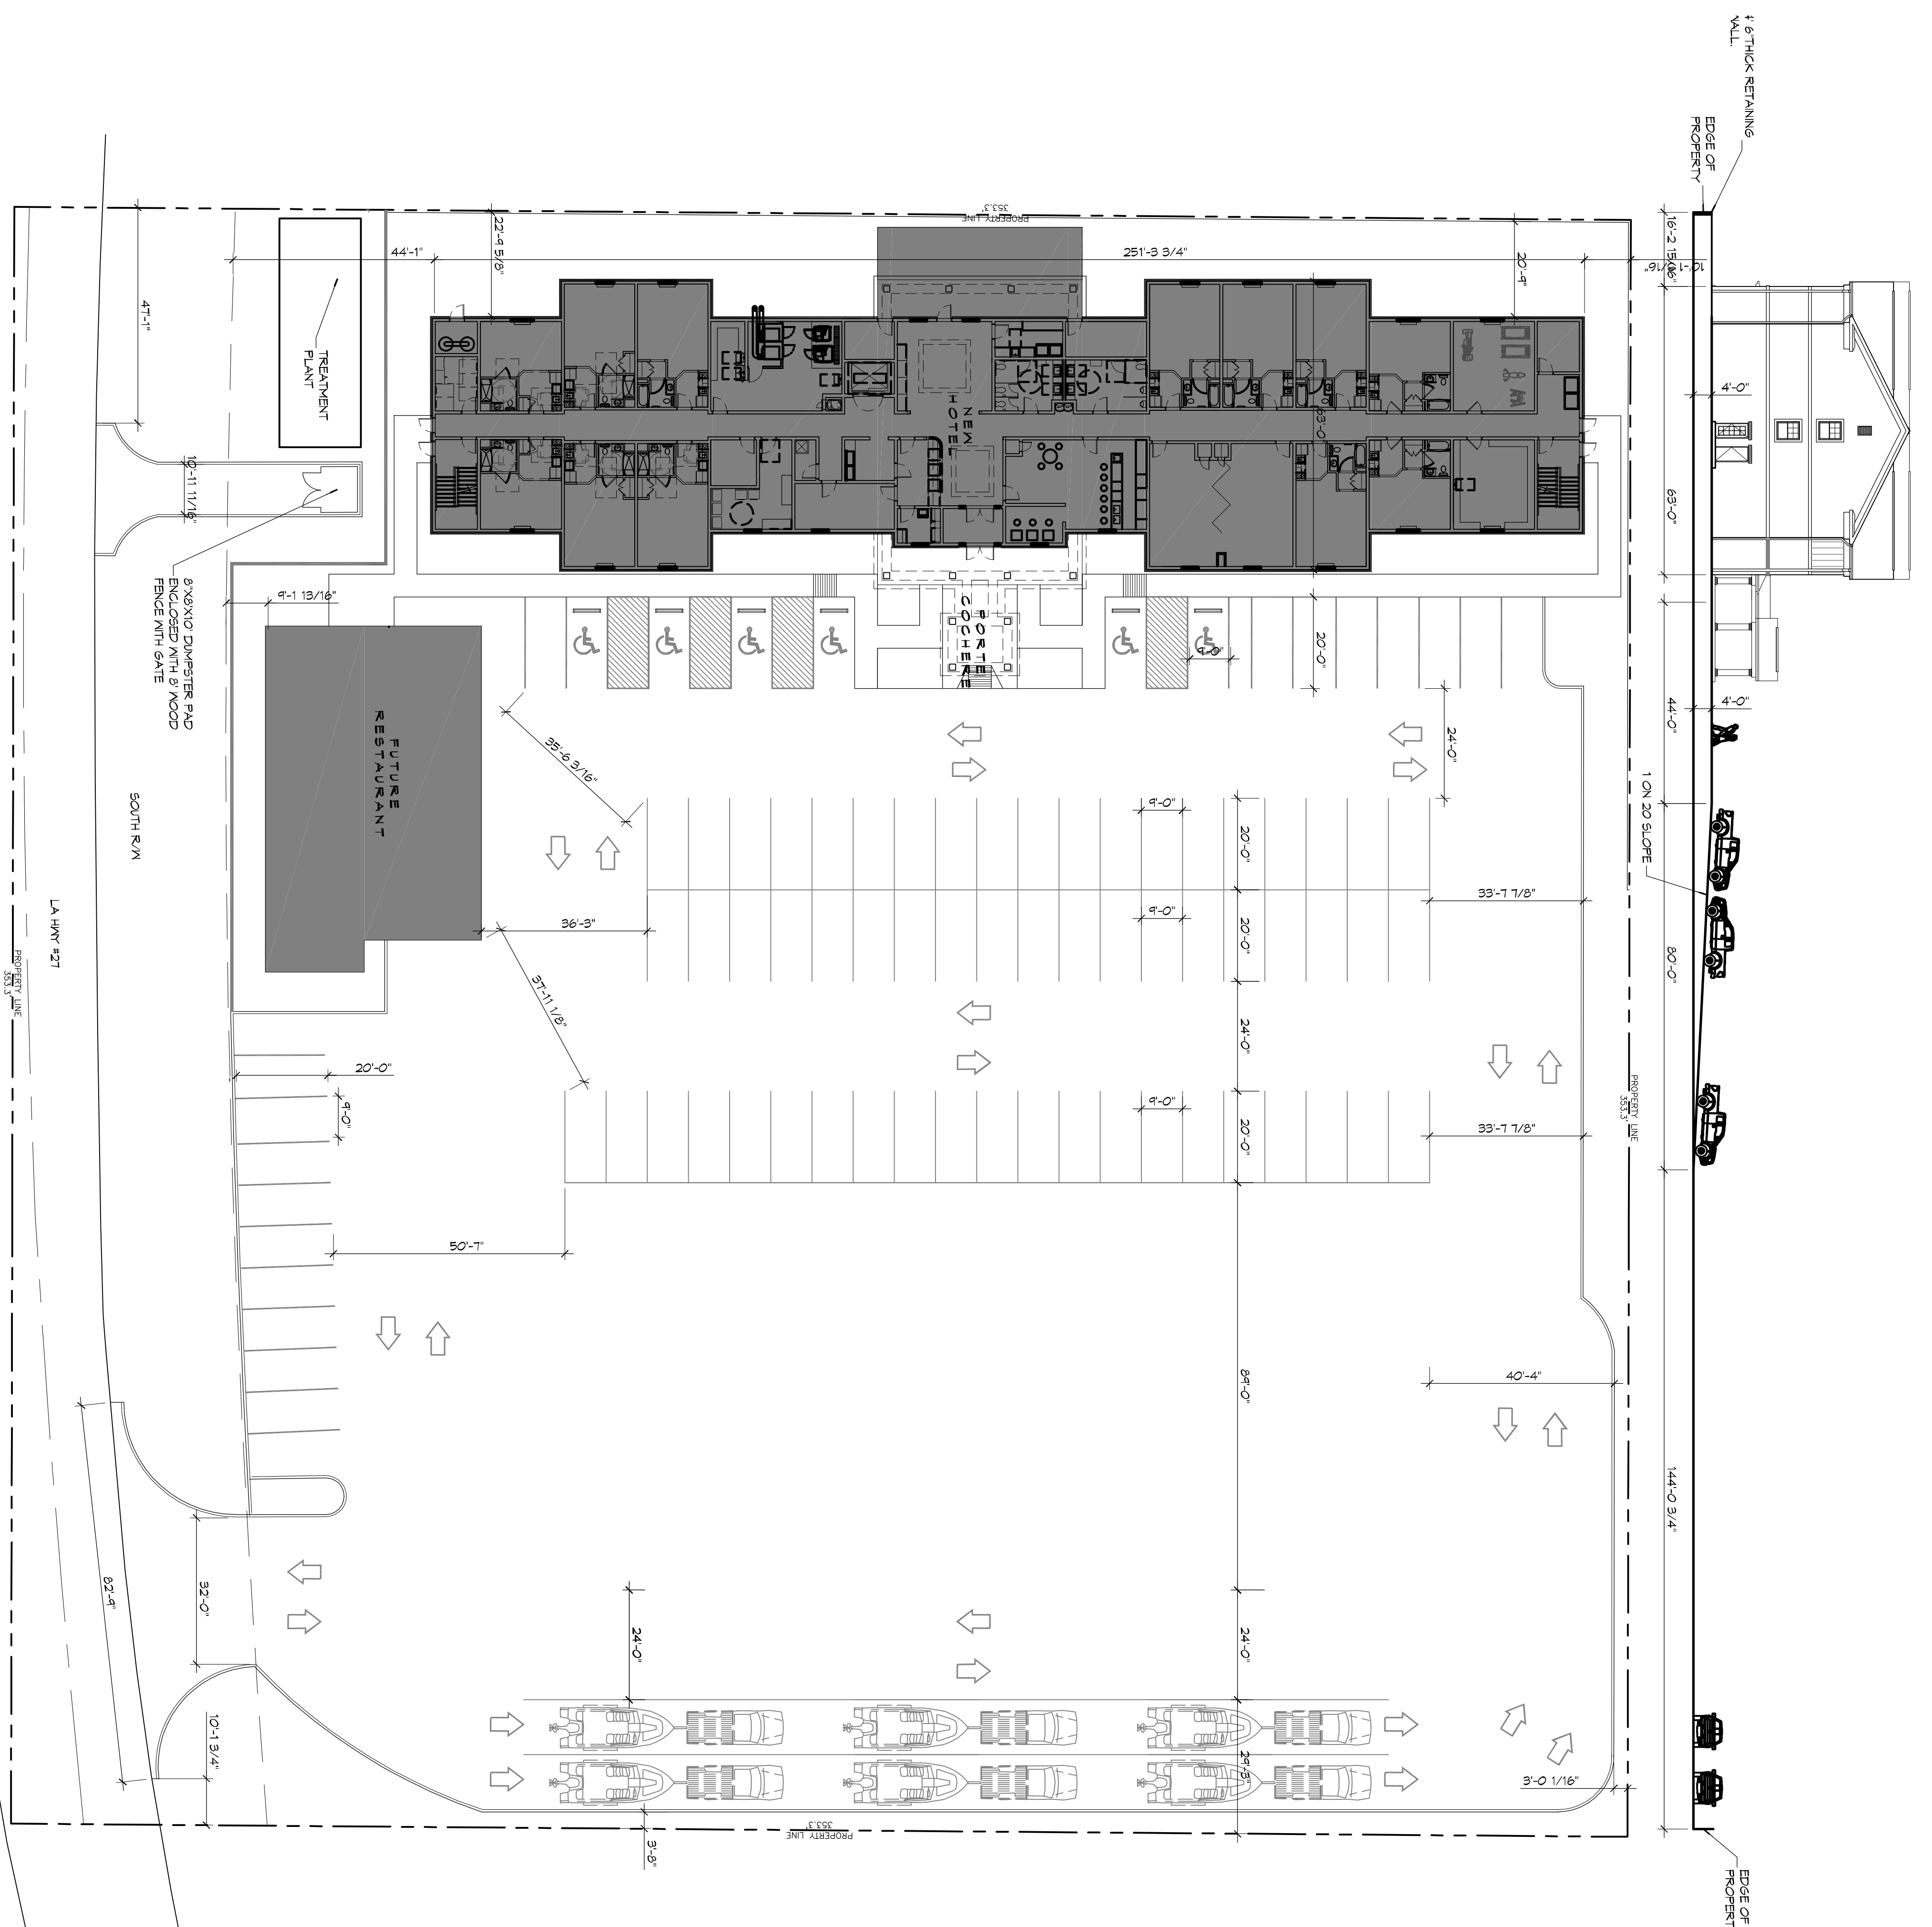 4' 6" THICK RETAINING
WALL.
EDGE OF
PROPERTY
16'-2 15/16"
353.3'
PROPERTY LINE
22'-9 5/8"
44'-1"
251'-3 3/4"
20'-9"
10'-1 /16"
47'-1"
TREATMENT
PLANT
4'-0"
NEW
HOTEL
63'-0
63'-0"
10'-11 11/16"
8"X8'X10' DUMPSTER PAD
ENCLOSED WITH 8' WOOD
FENCE WITH GATE
9'-1 13/16"
PORTE
COCHERE
20'-0"
9'-0"
44'-0"
4'-0"
FUTURE
RESTAURANT
35'-6 3/16"
24'-0"
1 ON 20 SLOPE
SOUTH R/W
9'-0"
20'-0"
33'-7 7/8"
36'-3"
9'-0"
20'-0"
80'-0"
LA HWY #27
PROPERTY LINE
353.3'
37'-11 1/8"
24'-0"
20'-0"
9'-0"
9'-0"
20'-0"
33'-7 7/8"
PROPERTY LINE
353.3'
50'-7"
89'-0"
40'-4"
144'-0 3/4"
82'-9"
32'-0"
24'-0"
24'-0"
10'-1 3/4"
29'-3"
3'-0 1/16"
353.3'
PROPERTY LINE
3'-8"
EDGE OF
PROPERT